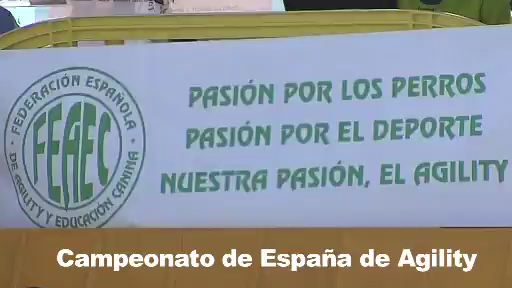 FEDERACIÓN ESPAÑOLA
DE AGILITY Y EDUCACIÓN CANINA
FEAEC
PASIÓN POR LOS PERROS
PASIÓN POR EL DEPORTE
NUESTRA PASIÓN, EL AGILITY
Campeonato de España de Agility